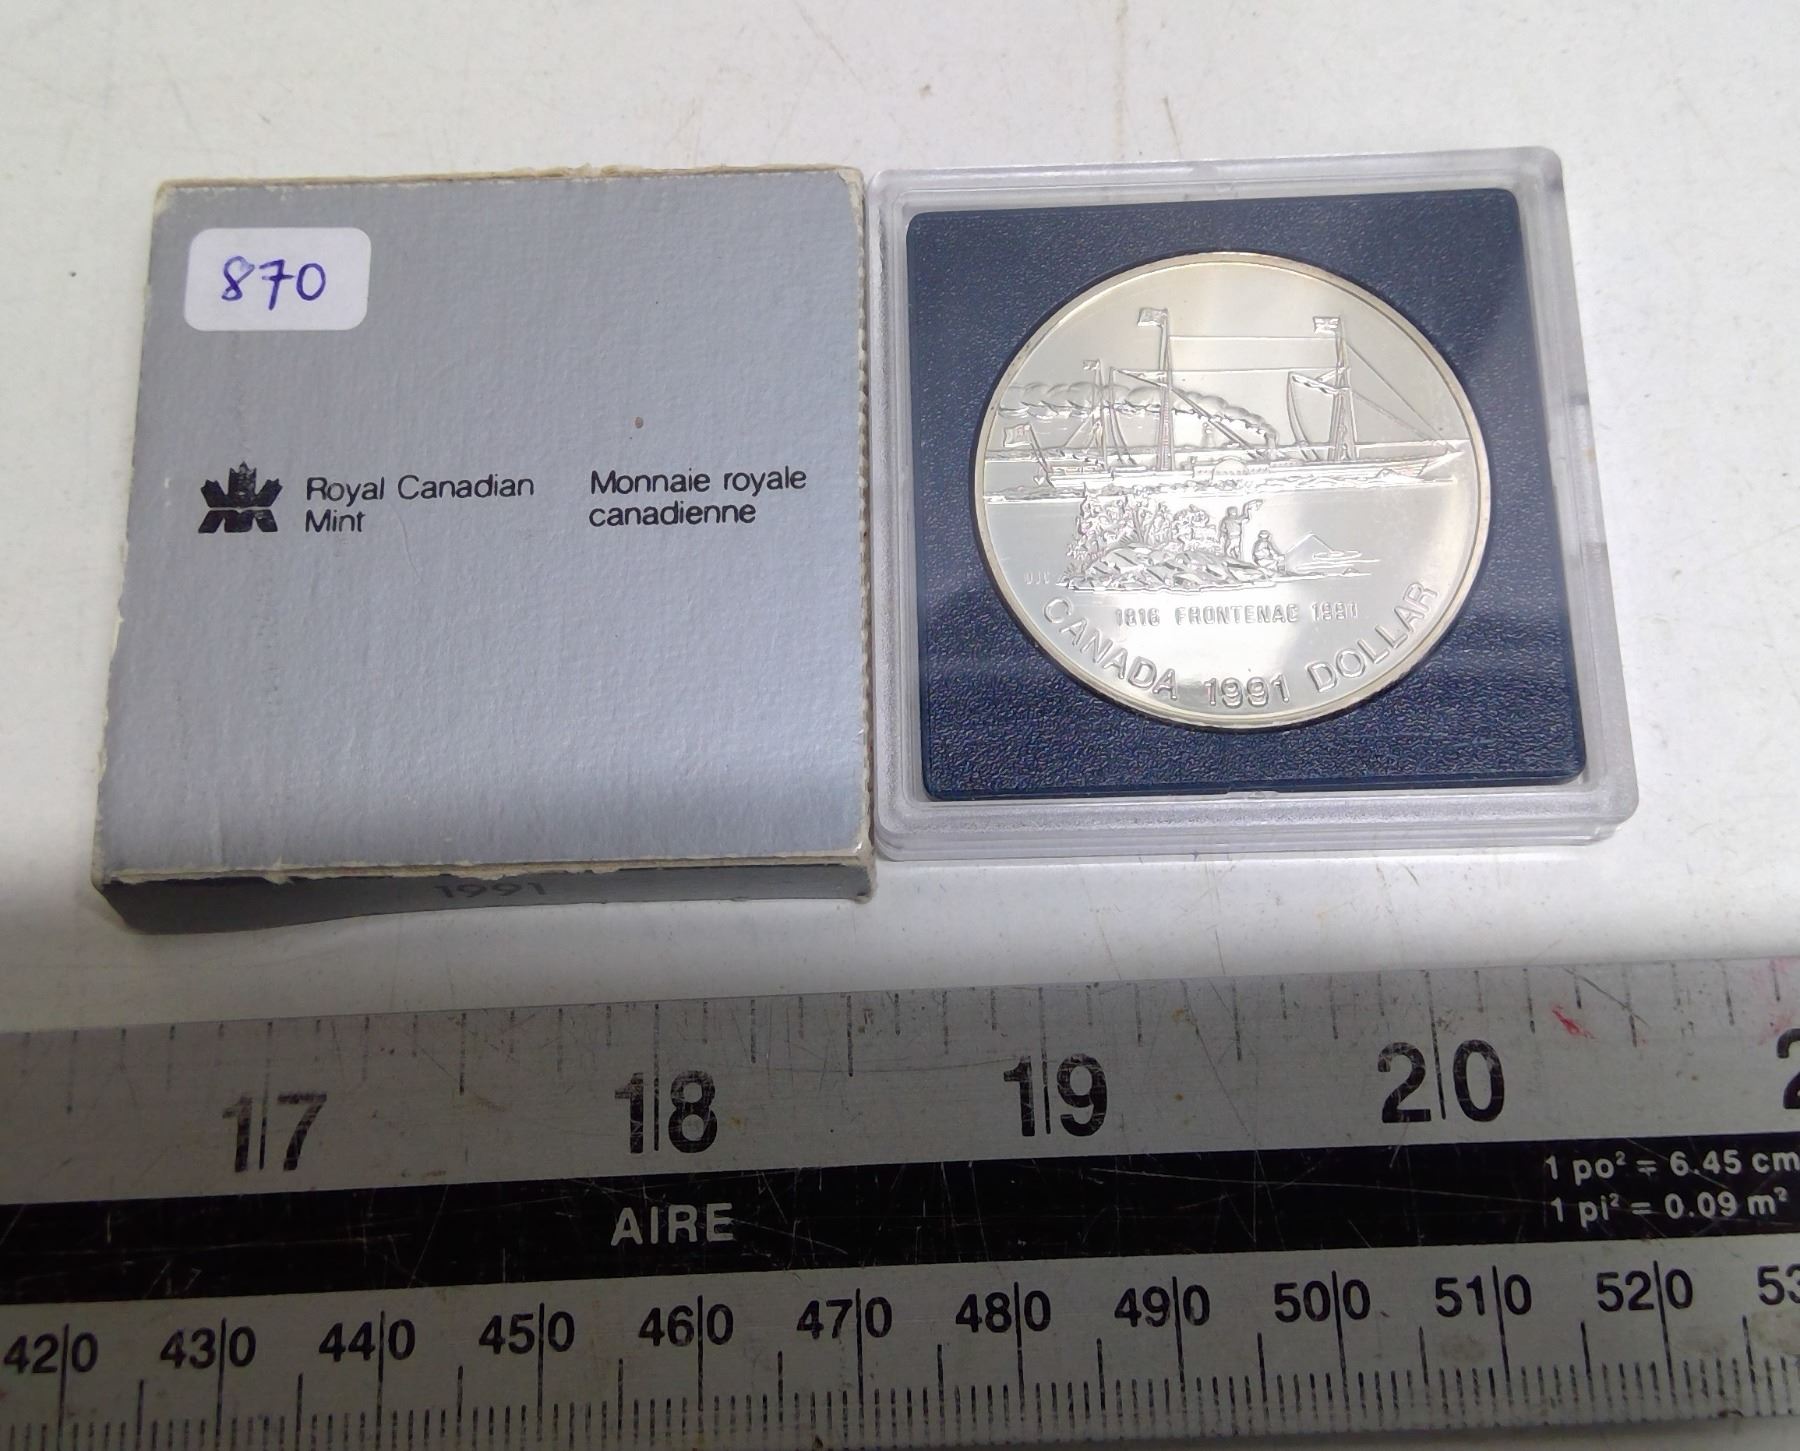 870
Royal Canadian
Mint
Monnaie royale
canadienne
1991
1816 FRONTENAC 1991
CANADA 1991 DOLLAR
17 18 19 20
AIRE
1 po² = 6.45 cm
1 pi² = 0.09 m²
420 430 440 450 460 470 480 490 500 510 520 53